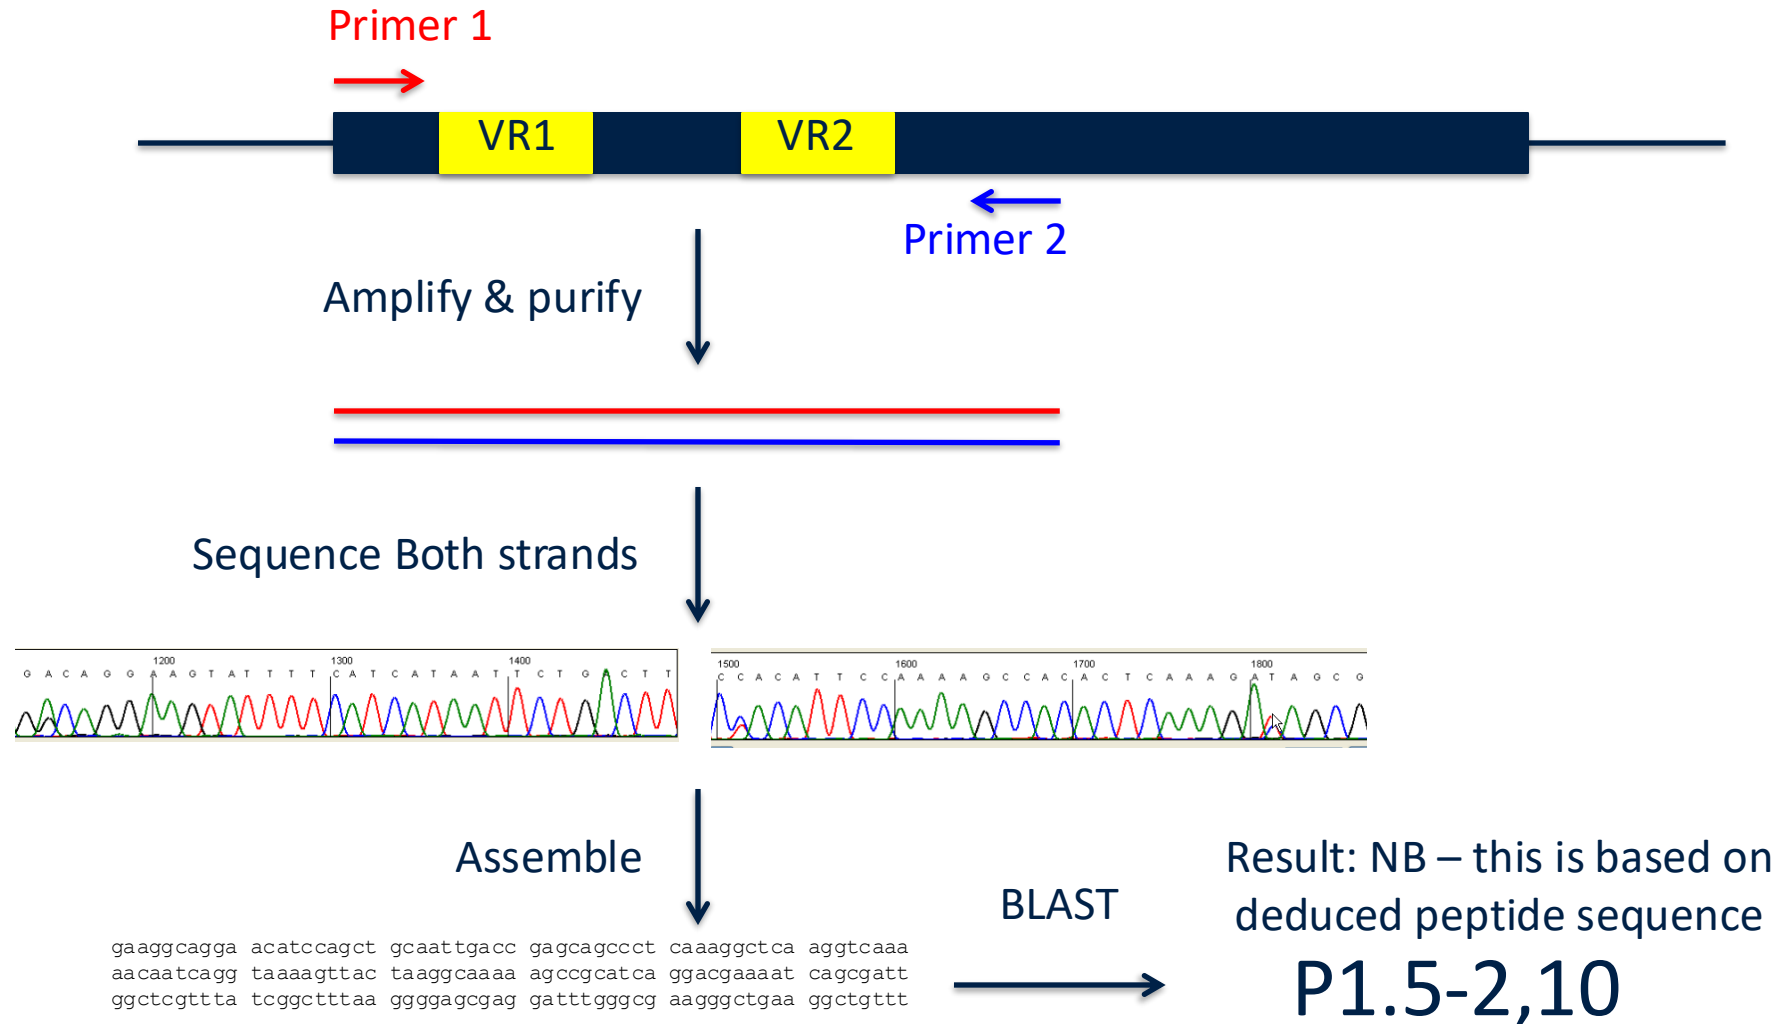 Primer 1
VR1 VR2
Primer 2
Amplify & purify
Sequence Both strands
1200 1300 1400
G A C A G G A A G T A T T T T C A T C A T A A T T C T G A C T T
1500 1600 1700 1800
C C A C A T T C C A A A A G C C A C A C T C A A A G A T A G C G
Assemble
BLAST
Result: NB – this is based on
deduced peptide sequence
P1.5-2,10
gaaggcagga acatccagct gcaattgacc gagcagccct caaaggctca aggtcaaa
aacaatcagg taaaagttac taaggcaaaa agccgcatca ggacgaaaat cagcgatt
ggctcgttta tcggctttaa ggggagcgag gatttgggcg aagggctgaa ggctgttt